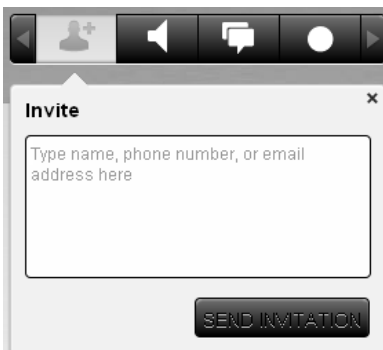 Invite
Type name, phone number, or email
address here
SEND INVITATION